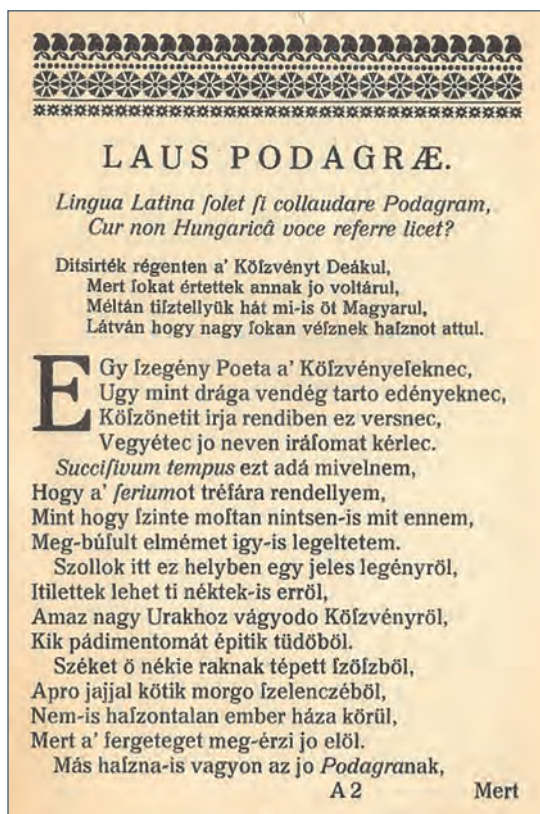 LAUS PODAGRÆ.
Lingua Latina ſolet ſi collaudare Podagram,
Cur non Hungaricâ voce referre licet?
Ditsirték régenten a' Köſzvényt Deákul,
Mert ſokat értettek annak jo voltárul,
Méltán tiſztellyük hát mi-is öt Magyarul,
Látván hogy nagy ſokan véſznek haſznot attul.
EGy ſzegény Poeta a' Köſzvényeſeknec,
Ugy mint drága vendég tarto edényeknec,
Köſzönetit irja rendiben ez versnec,
Vegyétec jo neven iráſomat kérlec.
Succiſivum tempus ezt adá mivelnem,
Hogy a' ſeriumot tréfára rendellyem,
Mint hogy ſzinte moſtan nintsen-is mit ennem,
Meg-búſult elmémet igy-is legeltetem.
Szollok itt ez helyben egy jeles legényröl,
Itilettek lehet ti néktek-is erröl,
Amaz nagy Urakhoz vágyodo Köſzvényröl,
Kik pádimentomát épitik tüdöböl.
Széket ö nékie raknak tépett ſzöſzböl,
Apro jajjal kötik morgo ſzelenczéböl,
Nem-is haſzontalan ember háza körül,
Mert a' fergeteget meg-érzi jo elöl.
Más haſzna-is vagyon az jo Podagranak,
A 2 Mert